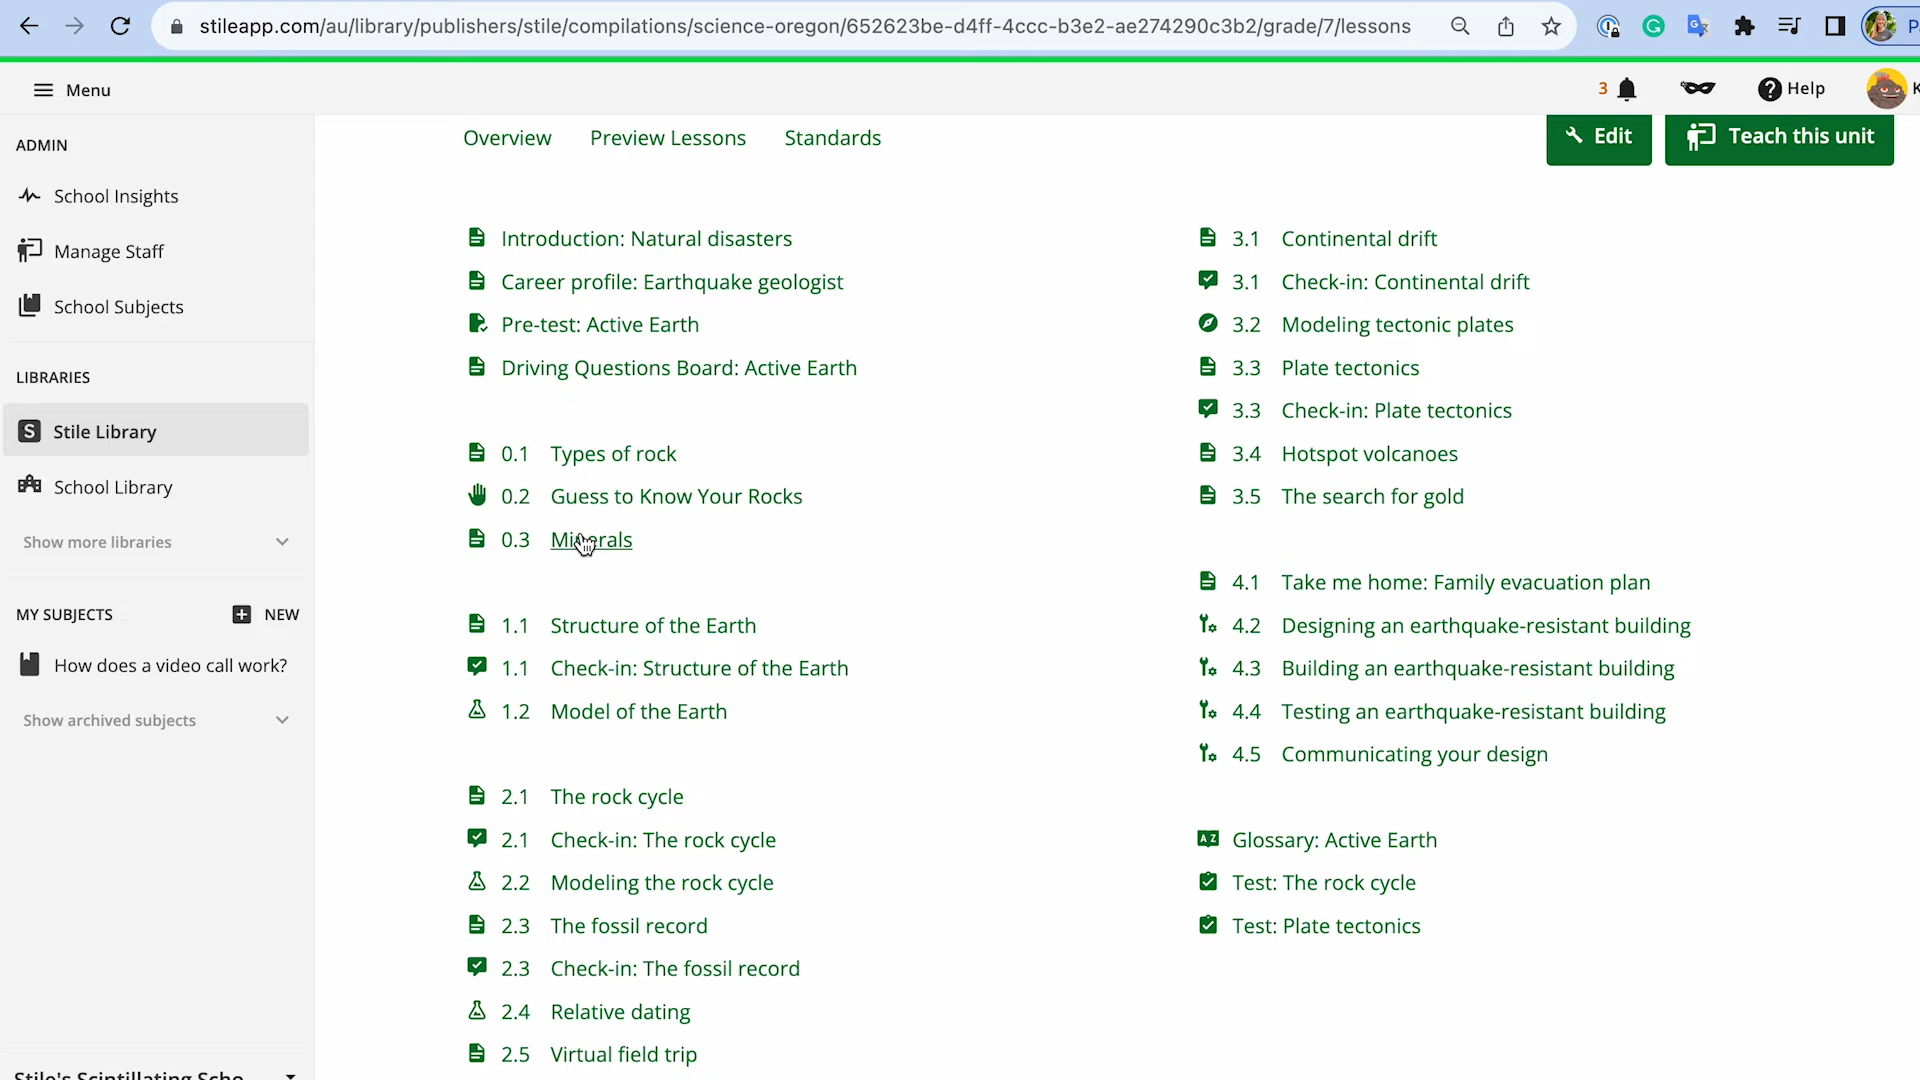 stileapp.com/au/library/publishers/stile/compilations/science-oregon/652623be-d4ff-4ccc-b3e2-ae274290c3b2/grade/7/lessons
P
Menu
3
Help
K
ADMIN
School Insights
Manage Staff
School Subjects
LIBRARIES
S Stile Library
School Library
Show more libraries
MY SUBJECTS
NEW
How does a video call work?
Show archived subjects
Overview Preview Lessons Standards
Edit
Teach this unit
Introduction: Natural disasters
Career profile: Earthquake geologist
Pre-test: Active Earth
Driving Questions Board: Active Earth
0.1 Types of rock
0.2 Guess to Know Your Rocks
0.3 Minerals
1.1 Structure of the Earth
1.1 Check-in: Structure of the Earth
1.2 Model of the Earth
2.1 The rock cycle
2.1 Check-in: The rock cycle
2.2 Modeling the rock cycle
2.3 The fossil record
2.3 Check-in: The fossil record
2.4 Relative dating
2.5 Virtual field trip
3.1 Continental drift
3.1 Check-in: Continental drift
3.2 Modeling tectonic plates
3.3 Plate tectonics
3.3 Check-in: Plate tectonics
3.4 Hotspot volcanoes
3.5 The search for gold
4.1 Take me home: Family evacuation plan
4.2 Designing an earthquake-resistant building
4.3 Building an earthquake-resistant building
4.4 Testing an earthquake-resistant building
4.5 Communicating your design
AZ Glossary: Active Earth
Test: The rock cycle
Test: Plate tectonics
Stile's Scintillating Scho